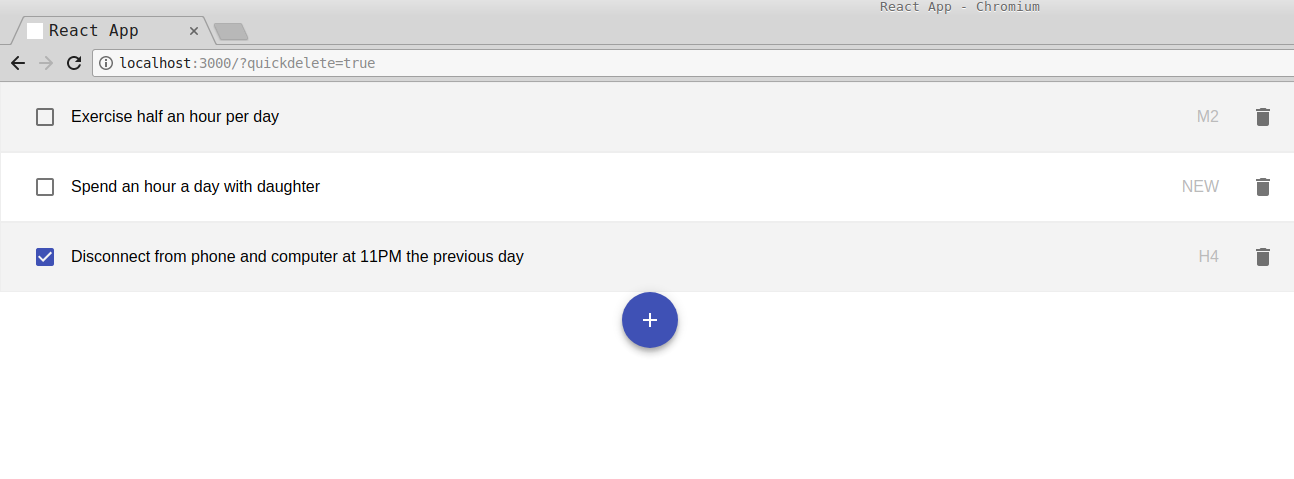 React App - Chromium
React App
localhost:3000/?quickdelete=true
Exercise half an hour per day M2
Spend an hour a day with daughter NEW
Disconnect from phone and computer at 11PM the previous day H4